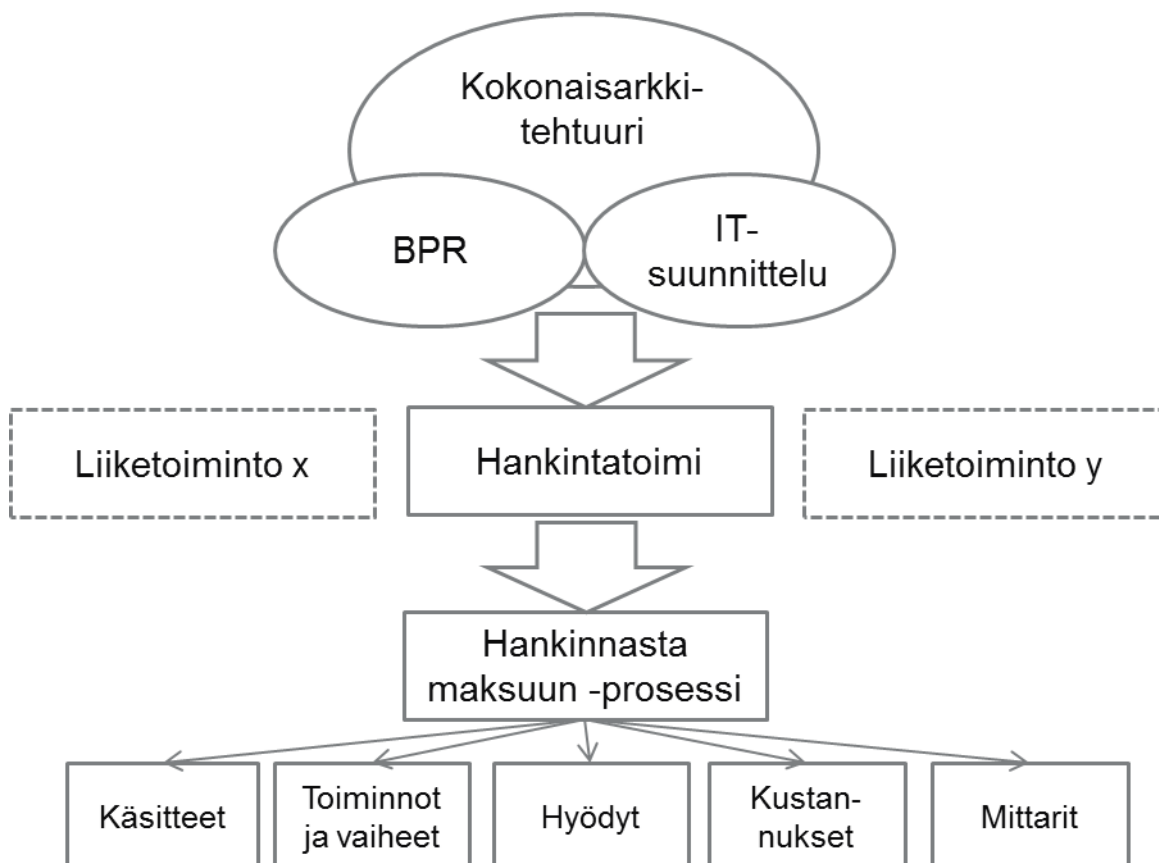 Kokonaisarkki-
tehtuuri
BPR
IT-
suunnittelu
Liiketoiminto x
Hankintatoimi
Liiketoiminto y
Hankinnasta
maksuun -prosessi
Käsitteet
Toiminnot
ja vaiheet
Hyödyt
Kustan-
nukset
Mittarit